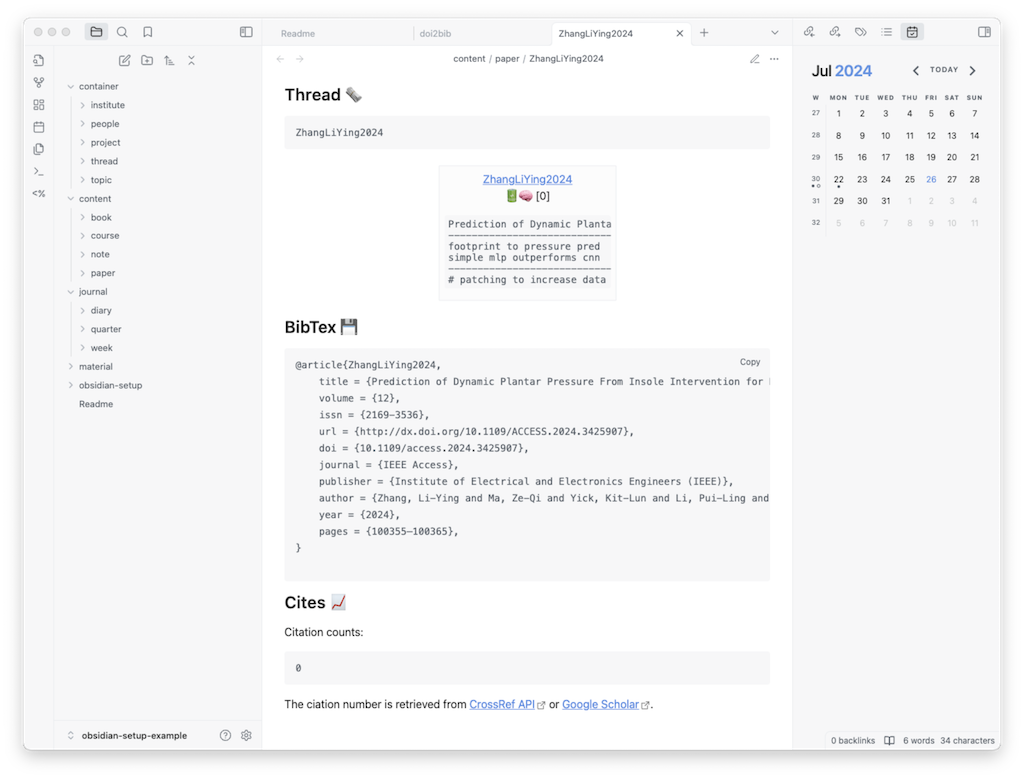 Readme
doi2bib
ZhangLiYing2024
content / paper / ZhangLiYing2024
container
institute
people
project
thread
topic
content
book
course
note
paper
journal
diary
quarter
week
material
obsidian-setup
Readme
obsidian-setup-example
Thread
ZhangLiYing2024
ZhangLiYing2024
[0]
Prediction of Dynamic Planta
----------------------------
footprint to pressure pred
simple mlp outperforms cnn
----------------------------
# patching to increase data
BibTex
Copy
@article{ZhangLiYing2024,
title = {Prediction of Dynamic Plantar Pressure From Insole Intervention for
volume = {12},
issn = {2169-3536},
url = {http://dx.doi.org/10.1109/ACCESS.2024.3425907},
doi = {10.1109/access.2024.3425907},
journal = {IEEE Access},
publisher = {Institute of Electrical and Electronics Engineers (IEEE)},
author = {Zhang, Li-Ying and Ma, Ze-Qi and Yick, Kit-Lun and Li, Pui-Ling and
year = {2024},
pages = {100355–100365},
}
Cites
Citation counts:
0
The ciation number is retrieved from CrossRef API or Google Scholar.
Jul 2024
TODAY
W MON TUE WED THU FRI SAT SUN
27 1 2 3 4 5 6 7
28 8 9 10 11 12 13 14
29 15 16 17 18 19 20 21
30 22 23 24 25 26 27 28
31 29 30 31 1 2 3 4
32 5 6 7 8 9 10 11
0 backlinks 6 words 34 characters